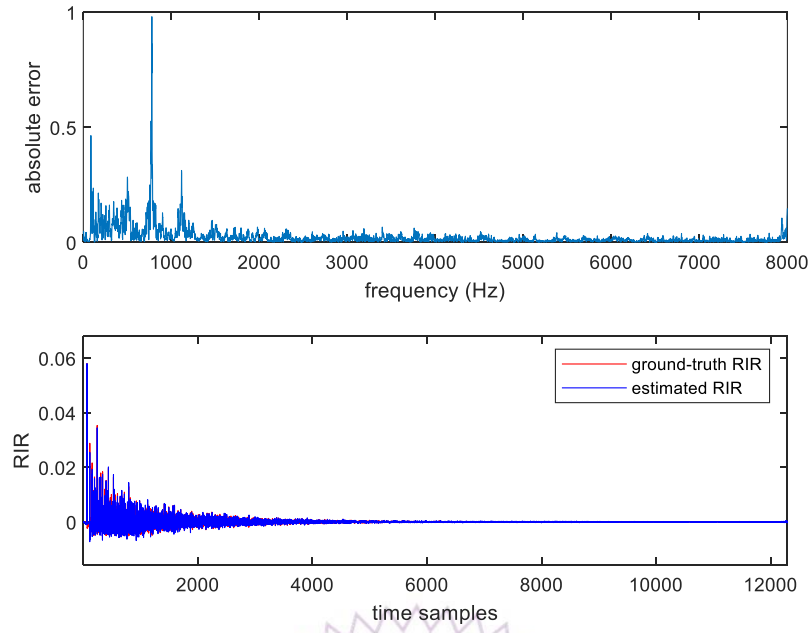 1
0.5
0
absolute error
0 1000 2000 3000 4000 5000 6000 7000 8000
frequency (Hz)
0.06
0.04
0.02
0
RIR
ground-truth RIR
estimated RIR
2000 4000 6000 8000 10000 12000
time samples